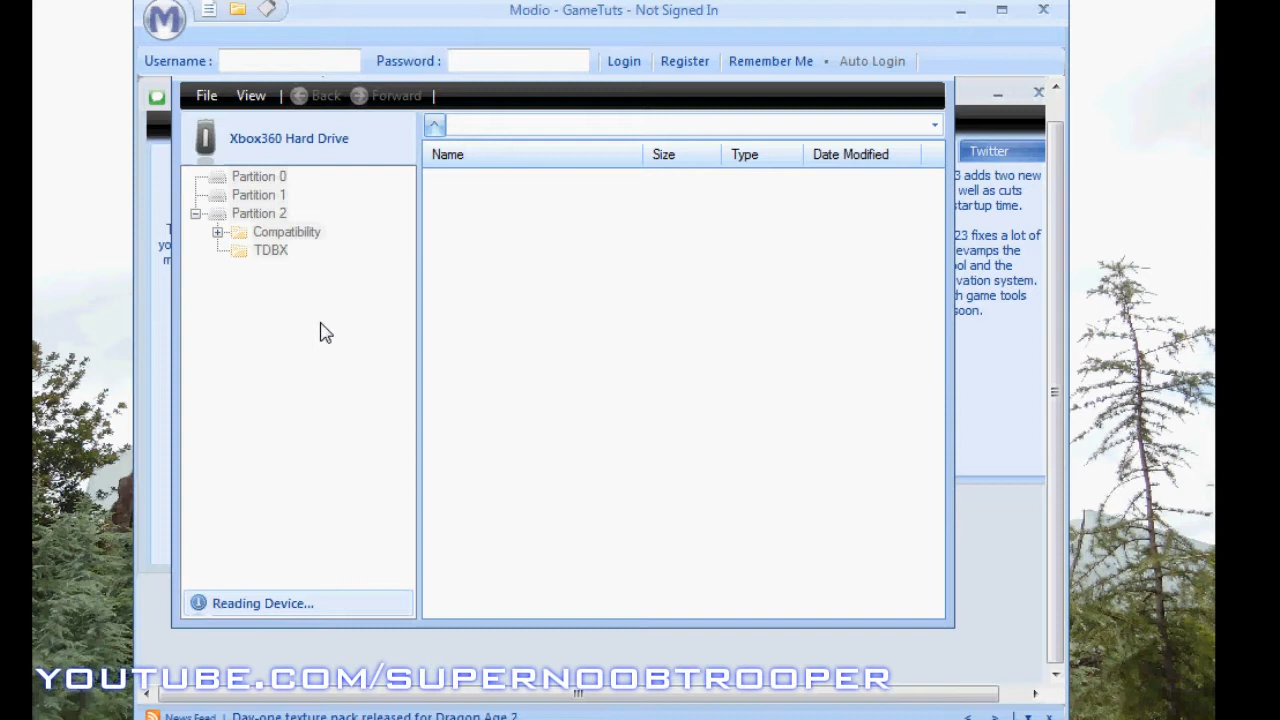 Modio - GameTuts - Not Signed In
Username : Password : Login Register Remember Me • Auto Login
File View | Back Forward |
Xbox360 Hard Drive
Name Size Type Date Modified
Twitter
Partition 0
Partition 1
Partition 2
Compatibility
TDBX
3 adds two new
well as cuts
startup time.
23 fixes a lot of
evamps the
ol and the
vation system.
h game tools
soon.
Reading Device...
YOUTUBE.COM/SUPERNOOBTROOPER
News Feed | Day-one texture pack released for Dragon Age 2